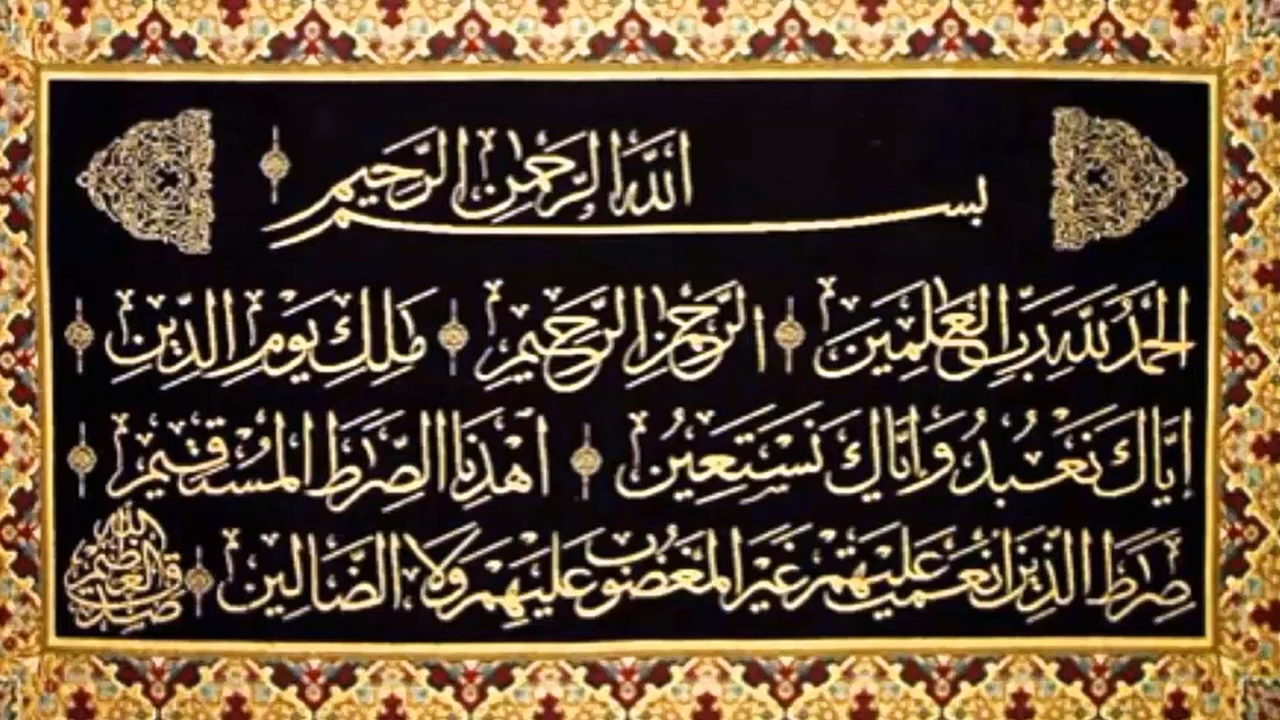 بسم الله الرحمن الرحيم
الحمد لله رب العلمين الرحمن الرحيم ملك يوم الدين
إياك نعبد وإياك نستعين اهدنا الصرط المستقيم
صرط الذين أنعمت عليهم غير المغضوب عليهم ولا الضالين
صدق الله العظيم